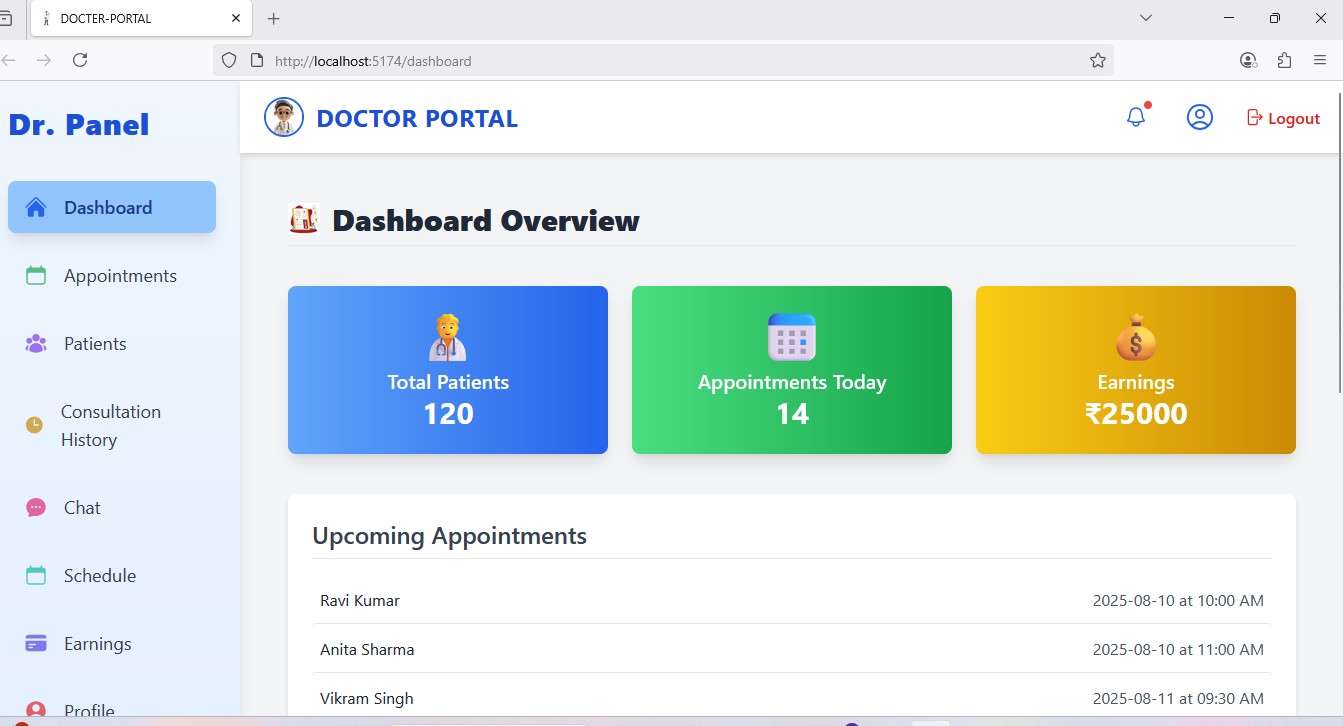 DOCTER-PORTAL
http://localhost:5174/dashboard
Dr. Panel
DOCTOR PORTAL
Logout
Dashboard
Appointments
Patients
Consultation
History
Chat
Schedule
Earnings
Profile
Dashboard Overview
Total Patients
120
Appointments Today
14
Earnings
₹25000
Upcoming Appointments
Ravi Kumar 2025-08-10 at 10:00 AM
Anita Sharma 2025-08-10 at 11:00 AM
Vikram Singh 2025-08-11 at 09:30 AM